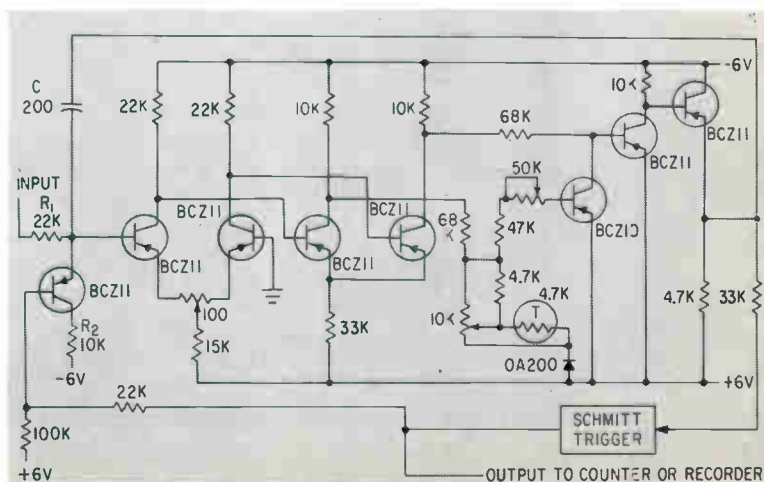 -6V
C
200
22K
22K
10K
10K
10K
68K
BCZ11
BCZ11
50K
INPUT
R1
22K
BCZ11
BCZ11
BCZ11
BCZ11
68
K
47K
BCZ10
BCZ11
4.7K
4.7K
T
4.7K
33K
R2
10K
100
15K
33K
10K
OA200
-6V
+6V
22K
100K
SCHMITT
TRIGGER
+6V
OUTPUT TO COUNTER OR RECORDER